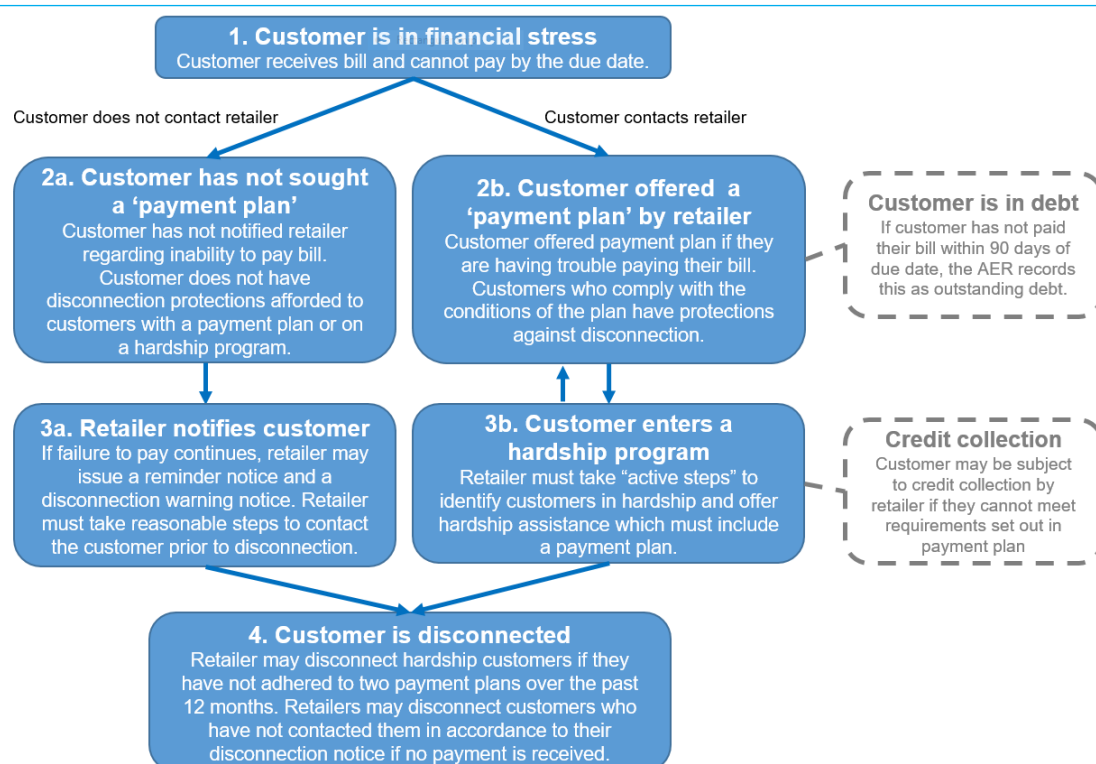 1. Customer is in financial stress
Customer receives bill and cannot pay by the due date.
Customer does not contact retailer
Customer contacts retailer
2a. Customer has not sought
a ‘payment plan’
Customer has not notified retailer
regarding inability to pay bill.
Customer does not have
disconnection protections afforded to
customers with a payment plan or on
a hardship program.
2b. Customer offered a
‘payment plan’ by retailer
Customer offered payment plan if they
are having trouble paying their bill.
Customers who comply with the
conditions of the plan have protections
against disconnection.
Customer is in debt
If customer has not paid
their bill within 90 days of
due date, the AER records
this as outstanding debt.
3a. Retailer notifies customer
If failure to pay continues, retailer may
issue a reminder notice and a
disconnection warning notice. Retailer
must take reasonable steps to contact
the customer prior to disconnection.
3b. Customer enters a
hardship program
Retailer must take “active steps” to
identify customers in hardship and offer
hardship assistance which must include
a payment plan.
Credit collection
Customer may be subject
to credit collection by
retailer if they cannot meet
requirements set out in
payment plan
4. Customer is disconnected
Retailer may disconnect hardship customers if they
have not adhered to two payment plans over the past
12 months. Retailers may disconnect customers who
have not contacted them in accordance to their
disconnection notice if no payment is received.